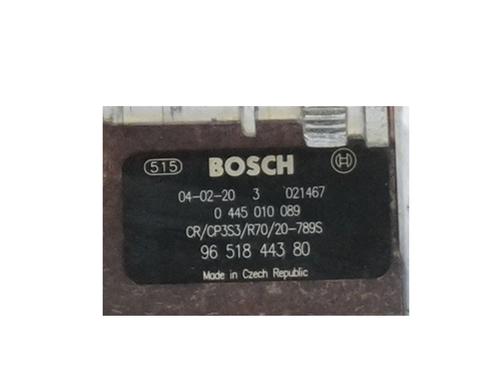 515 BOSCH H
04-02-20 3 021467
0 445 010 089
CR/CP3S3/R70/20-789S
96 518 443 80
Made in Czech Republic